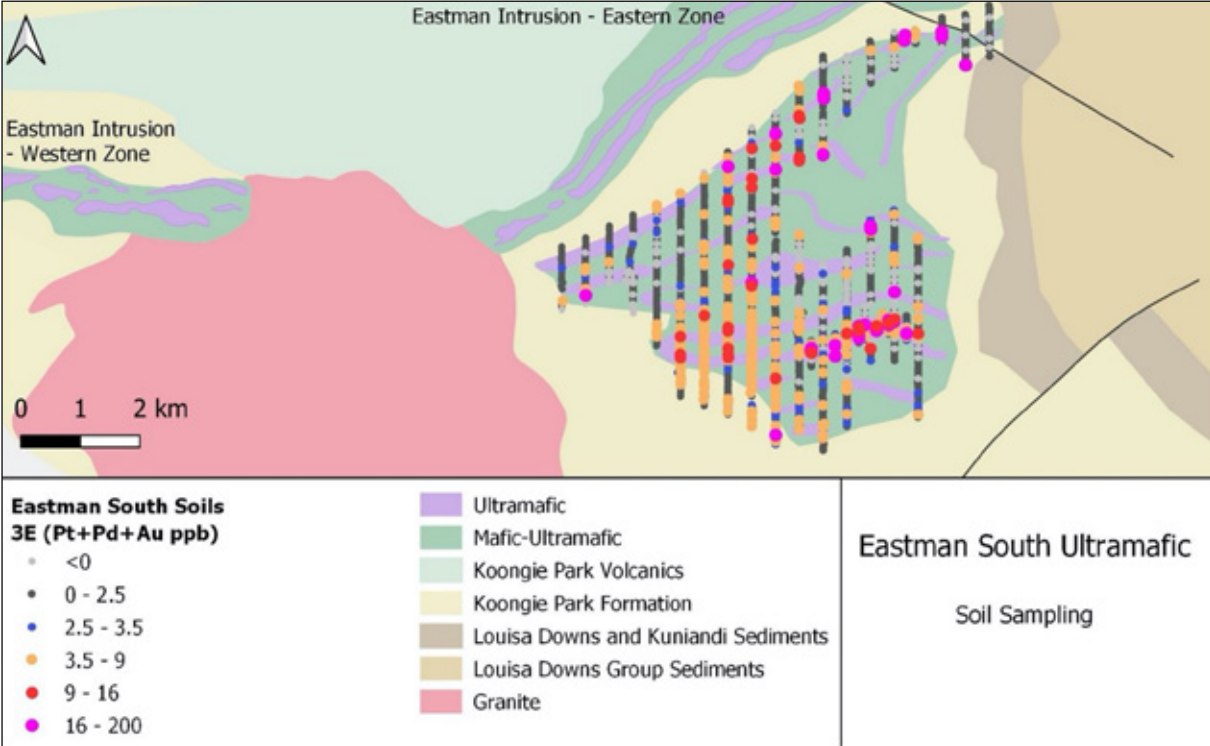 Eastman Intrusion - Eastern Zone
Eastman Intrusion
- Western Zone
0 1 2 km
Eastman South Soils
3E (Pt+Pd+Au ppb)
<0
0 - 2.5
2.5 - 3.5
3.5 - 9
9 - 16
16 - 200
Ultramafic
Mafic-Ultramafic
Koongie Park Volcanics
Koongie Park Formation
Louisa Downs and Kuniandi Sediments
Louisa Downs Group Sediments
Granite
Eastman South Ultramafic
Soil Sampling